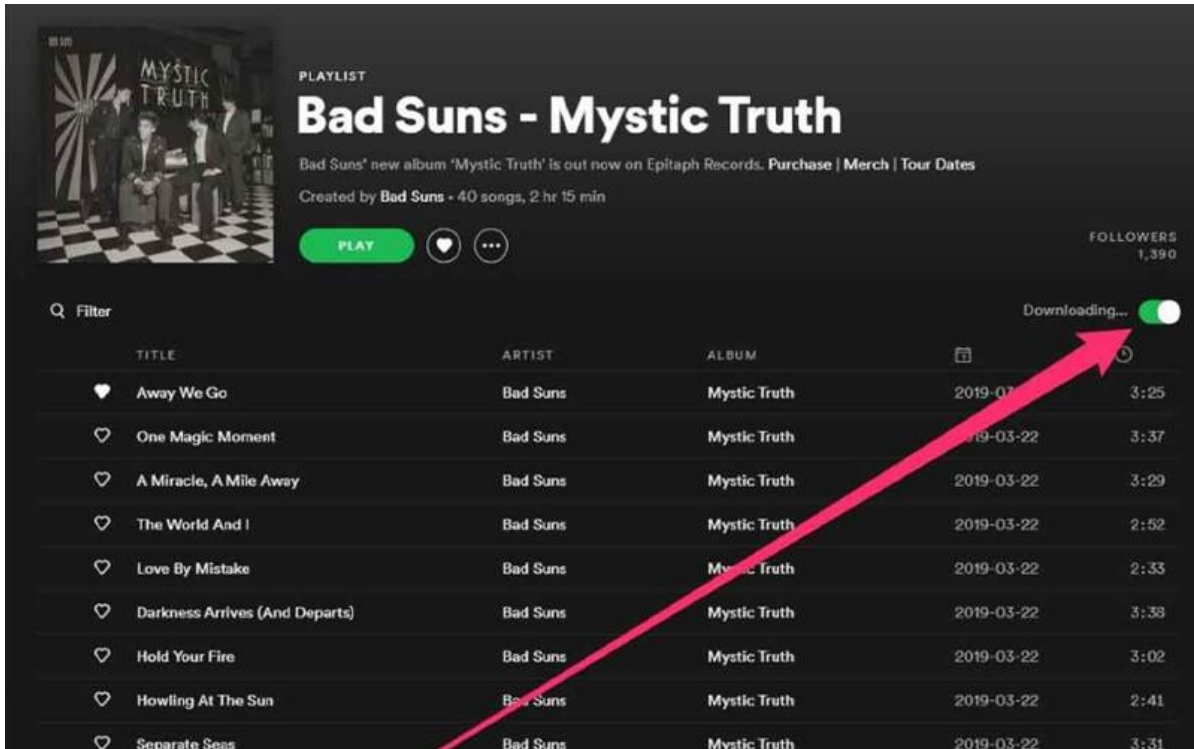 MYSTIC
TRUTH
PLAYLIST
Bad Suns - Mystic Truth
Bad Suns' new album 'Mystic Truth' is out now on Epitaph Records. Purchase | Merch | Tour Dates
Created by Bad Suns • 40 songs, 2 hr 15 min
PLAY
FOLLOWERS
1,390
Filter
Downloading...
TITLE ARTIST ALBUM
Away We Go Bad Suns Mystic Truth 3:25
One Magic Moment Bad Suns Mystic Truth 3:37
A Miracle, A Mile Away Bad Suns Mystic Truth 2019-03-22 3:29
The World And I Bad Suns Mystic Truth 2019-03-22 2:52
Love By Mistake Bad Suns Truth 2019-03-22 2:33
Darkness Arrives (And Departs) Bad Suns Mystic Truth 2019-03-22 3:38
Hold Your Fire Bad Suns Mystic Truth 2019-03-22 3:02
Howling At The Sun Suns Mystic Truth 2019-03-22 2:41
Separate Seas Bad Suns Mystic Truth 2019-03-22 3:31